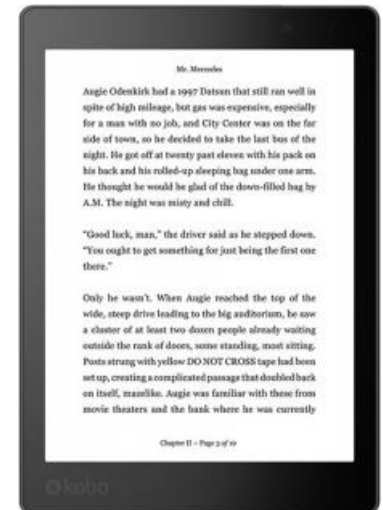 Mr. Mercedes
Augie Odenkirk had a 1997 Datsun that still ran well in
spite of high mileage, but gas was expensive, especially
for a man with no job, and City Center was on the far
side of town, so he decided to take the last bus of the
night. He got off at twenty past eleven with his pack on
his back and his rolled-up sleeping bag under one arm.
He thought he would be glad of the down-filled bag by
A.M. The night was misty and chill.
“Good luck, man,” the driver said as he stepped down.
“You ought to get something for just being the first one
there.”
Only he wasn’t. When Augie reached the top of the
wide, steep drive leading to the big auditorium, he saw
a cluster of at least two dozen people already waiting
outside the rank of doors, some standing, most sitting.
Posts strung with yellow DO NOT CROSS tape had been
set up, creating a complicated passage that doubled back
on itself, mazelike. Augie was familiar with these from
movie theaters and the bank where he was currently
Chapter II – Page 3 of 10
kobo